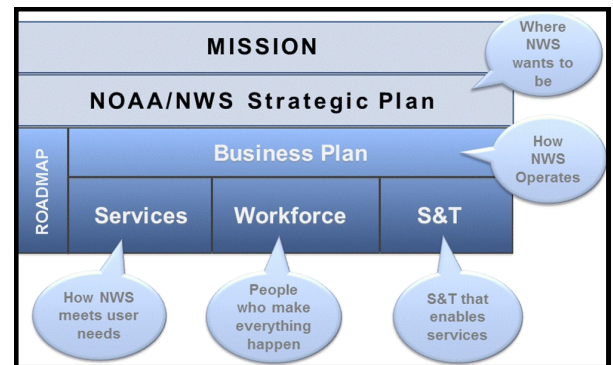 MISSION
Where
NWS
wants to
be
NOAA/NWS Strategic Plan
ROADMAP
Business Plan
How
NWS
Operates
Services
Workforce
S&T
How NWS
meets user
needs
People
who make
everything
happen
S&T that
enables
services